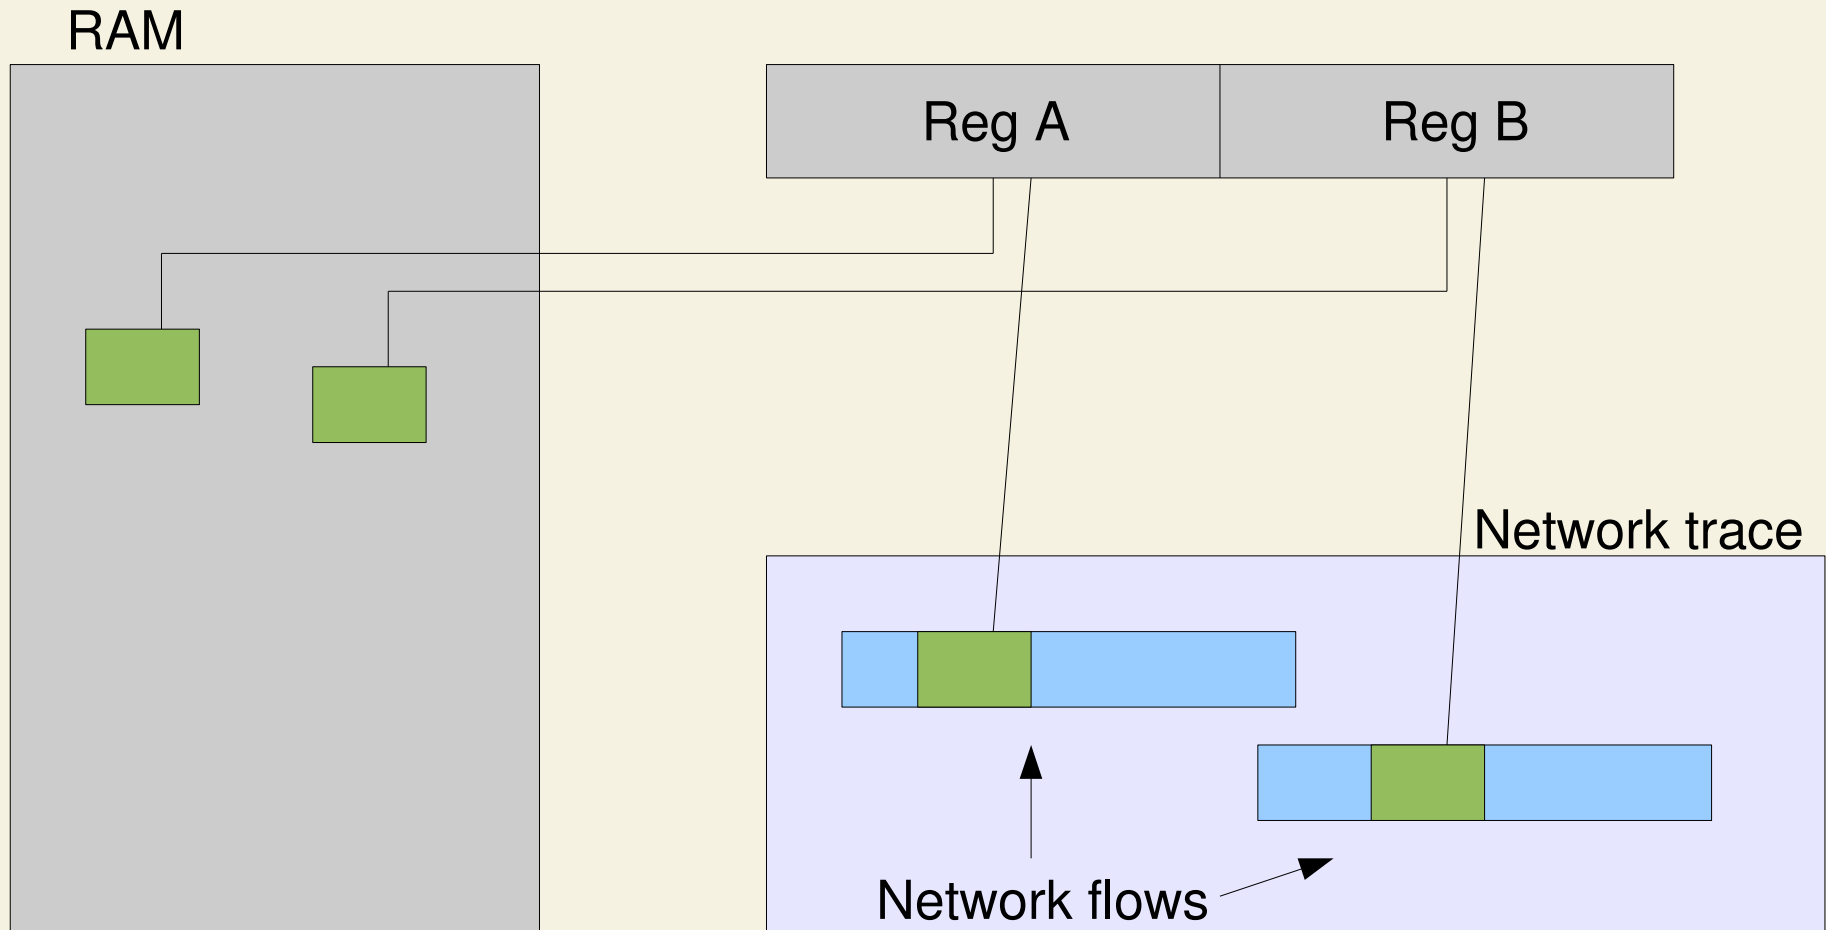 RAM
Reg A
Reg B
Network trace
Network flows